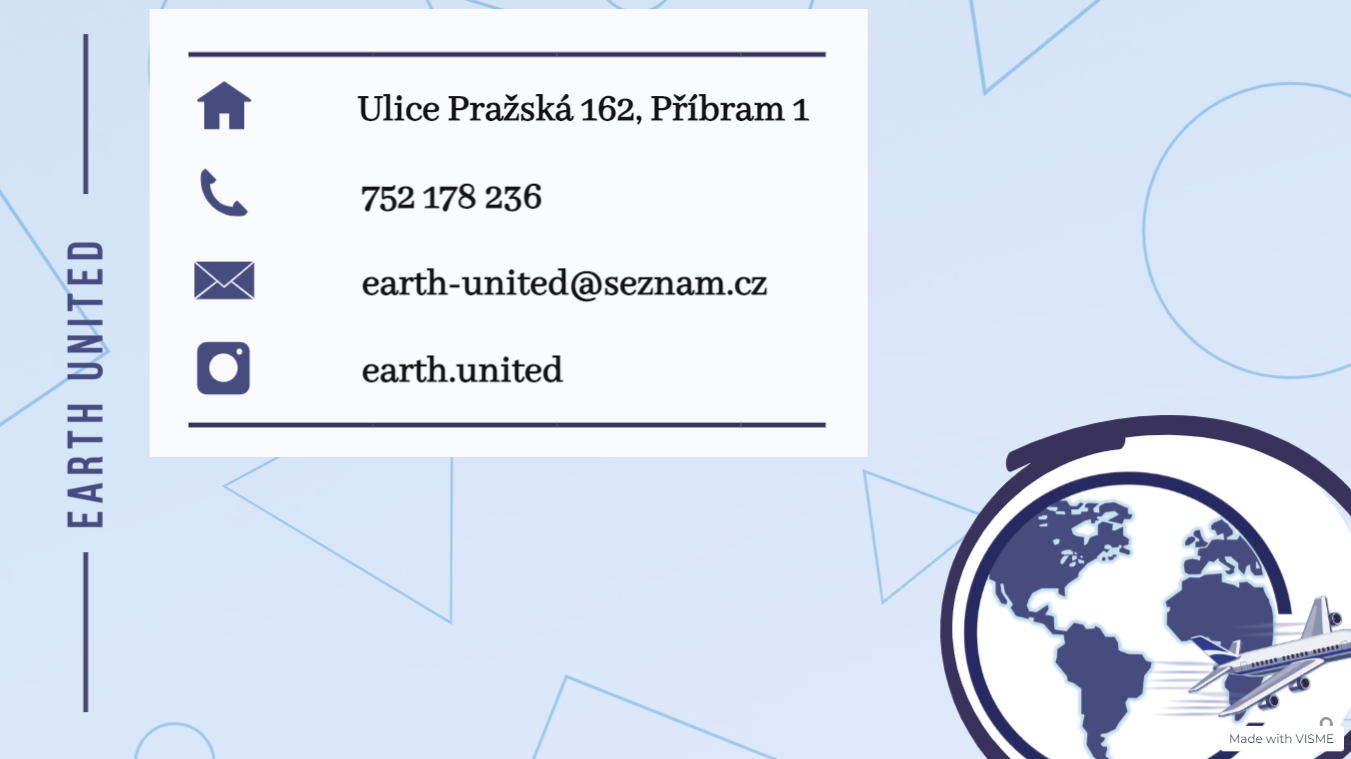 EARTH UNITED
Ulice Pražská 162, Příbram 1
752 178 236
earth-united@seznam.cz
earth.united
Made with VISME